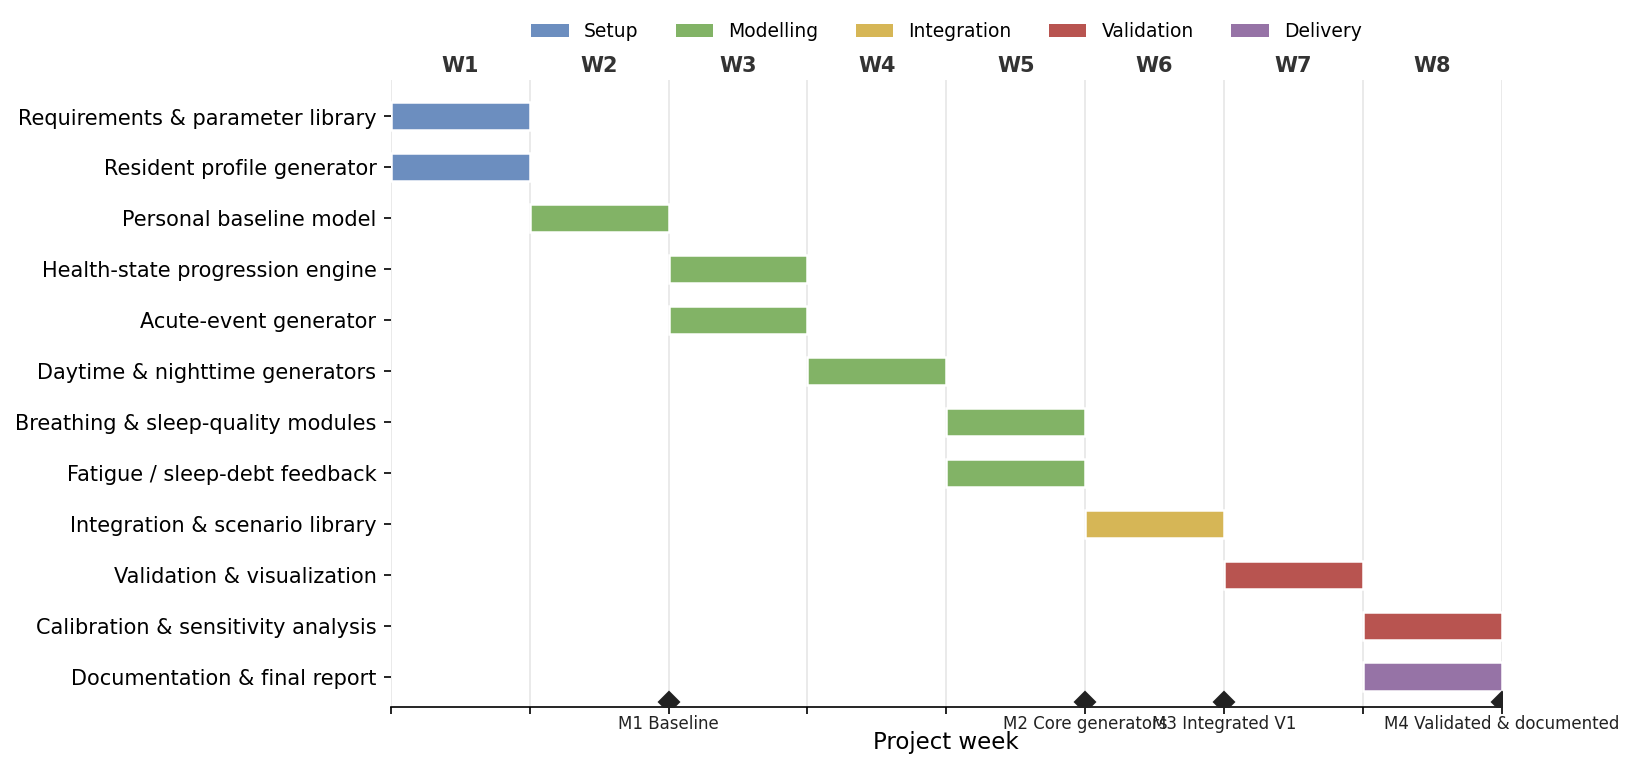 Setup Modelling Integration Validation Delivery
W1 W2 W3 W4 W5 W6 W7 W8
Requirements & parameter library
Resident profile generator
Personal baseline model
Health-state progression engine
Acute-event generator
Daytime & nighttime generators
Breathing & sleep-quality modules
Fatigue / sleep-debt feedback
Integration & scenario library
Validation & visualization
Calibration & sensitivity analysis
Documentation & final report
M1 Baseline M2 Core generators M3 Integrated V1 M4 Validated & documented
Project week